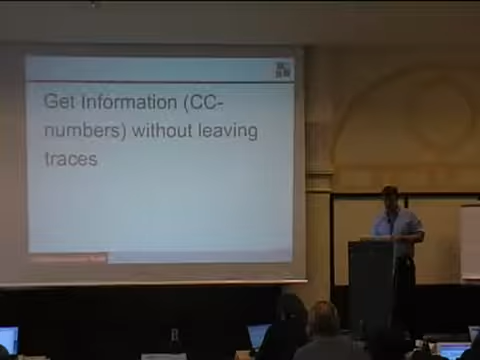 Get Information (CC-
numbers) without leaving
traces